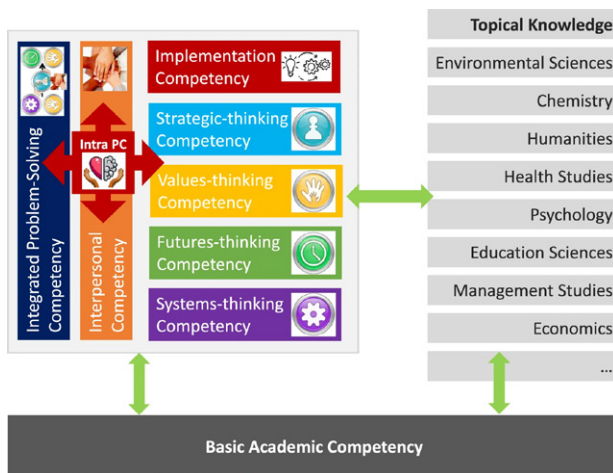 Integrated Problem-Solving
Competency
Interpersonal
Competency
Intra PC
Implementation
Competency
Strategic-thinking
Competency
Values-thinking
Competency
Futures-thinking
Competency
Systems-thinking
Competency
Topical Knowledge
Environmental Sciences
Chemistry
Humanities
Health Studies
Psychology
Education Sciences
Management Studies
Economics
...
Basic Academic Competency